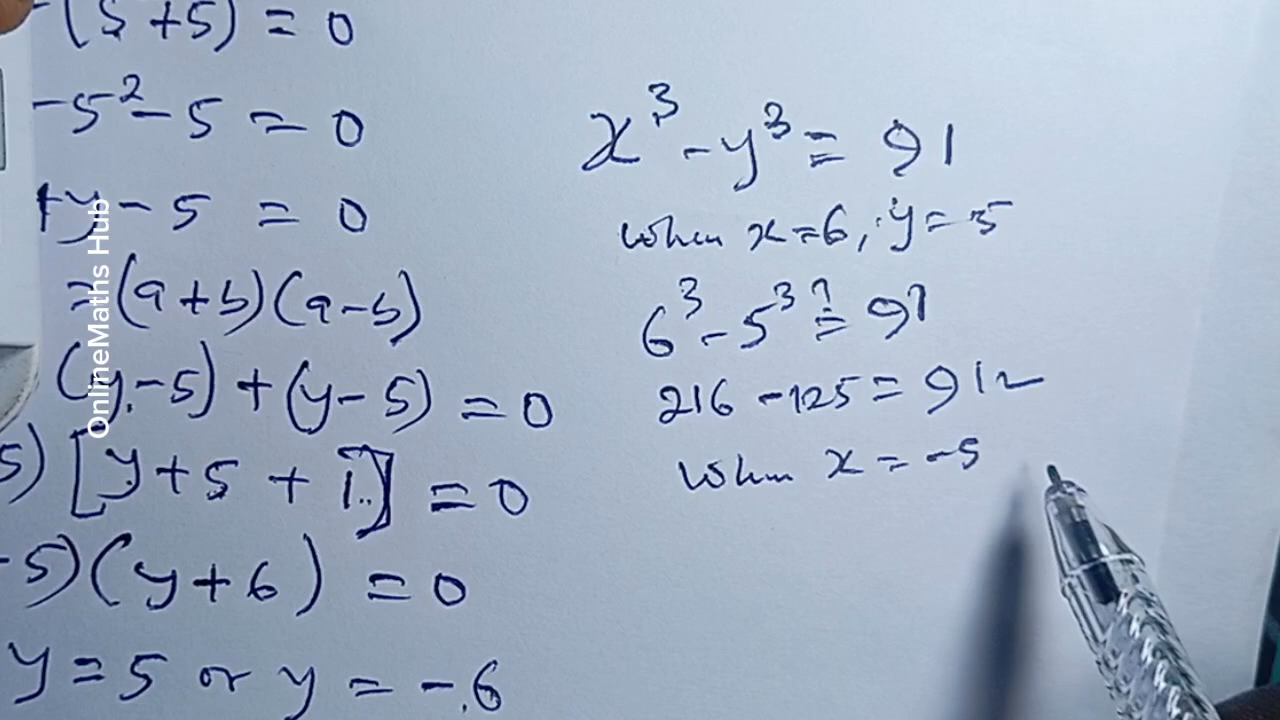 -(5²+5) = 0
-5² - 5 = 0
+y - 5 = 0
=(a+b)(a-b)
(y-5) + (y-5) = 0
5) [y+5+1] = 0
-5)(y+6) = 0
y = 5 or y = -6
x³ - y³ = 91
when x=6, y=5
6³ - 5³ ?= 91
216 - 125 = 91
when x = -5
OnlineMaths Hub